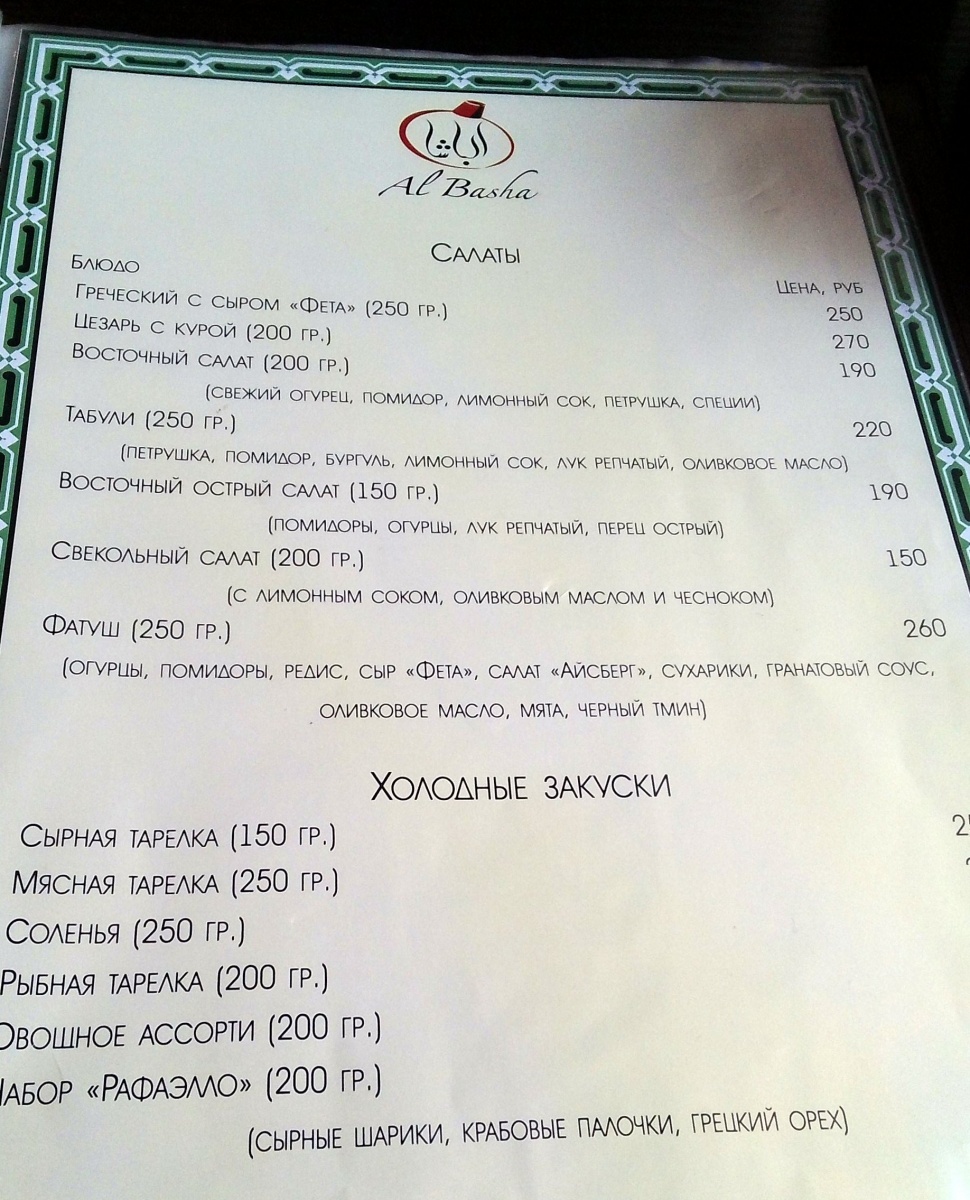 الباشا
Al Basha
Салаты
Блюдо Цена, руб
Греческий с сыром «Фета» (250 гр.) 250
Цезарь с курой (200 гр.) 270
Восточный салат (200 гр.) 190
(свежий огурец, помидор, лимонный сок, петрушка, специи)
Табули (250 гр.) 220
(петрушка, помидор, бургуль, лимонный сок, лук репчатый, оливковое масло)
Восточный острый салат (150 гр.) 190
(помидоры, огурцы, лук репчатый, перец острый)
Свекольный салат (200 гр.) 150
(с лимонным соком, оливковым маслом и чесноком)
Фатуш (250 гр.) 260
(огурцы, помидоры, редис, сыр «Фета», салат «Айсберг», сухарики, гранатовый соус,
оливковое масло, мята, черный тмин)
Холодные закуски
Сырная тарелка (150 гр.)
Мясная тарелка (250 гр.)
Соленья (250 гр.)
Рыбная тарелка (200 гр.)
Овошное ассорти (200 гр.)
«Рафаэлло» (200 гр.)
(сырные шарики, крабовые палочки, грецкий орех)